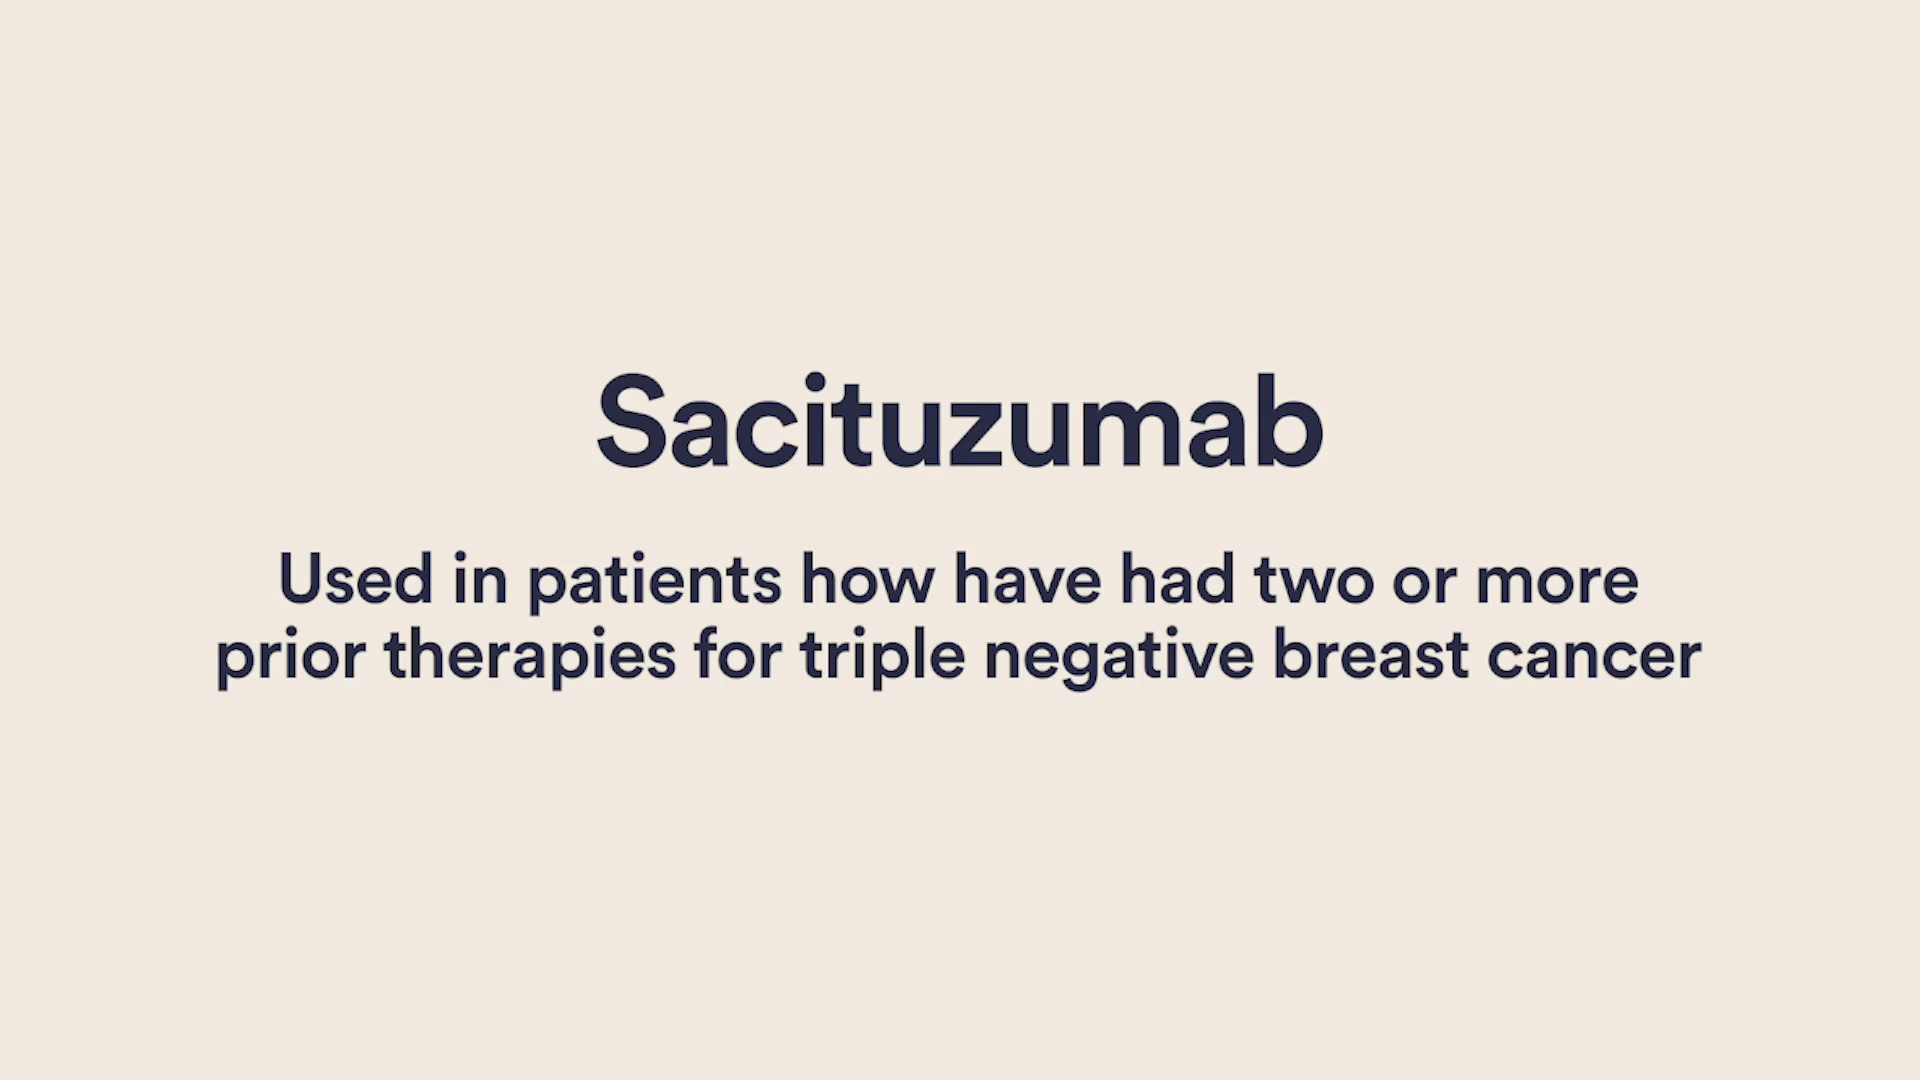 Sacituzumab
Used in patients how have had two or more
prior therapies for triple negative breast cancer